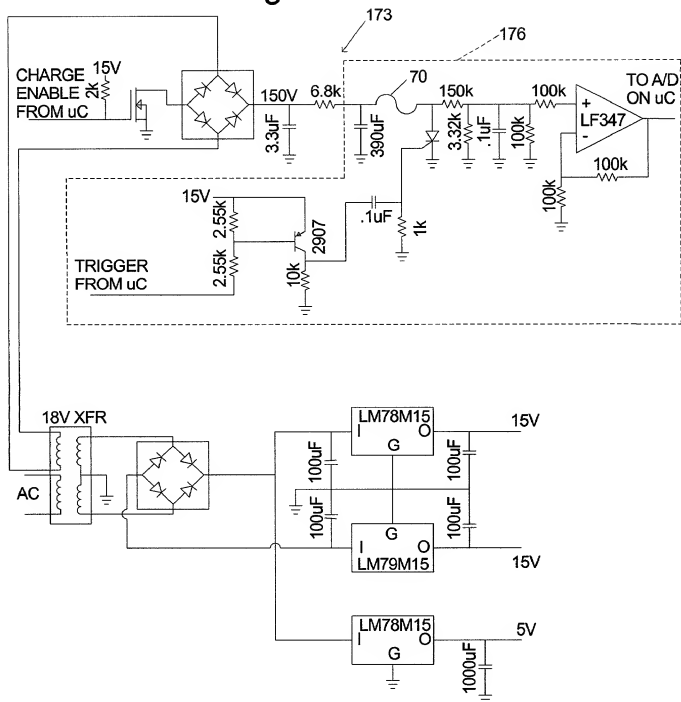 173
176
CHARGE
ENABLE
FROM uC
15V
2k
150V
6.8k
70
150k
100k
TO A/D
ON uC
3.3uF
390uF
3.32k
.1uF
100k
+
-
LF347
100k
100k
15V
2.55k
2907
.1uF
1k
2.55k
10k
TRIGGER
FROM uC
18V XFR
AC
LM78M15
I
O
G
15V
100uF
100uF
100uF
100uF
G
I
O
LM79M15
15V
LM78M15
I
O
G
5V
1000uF